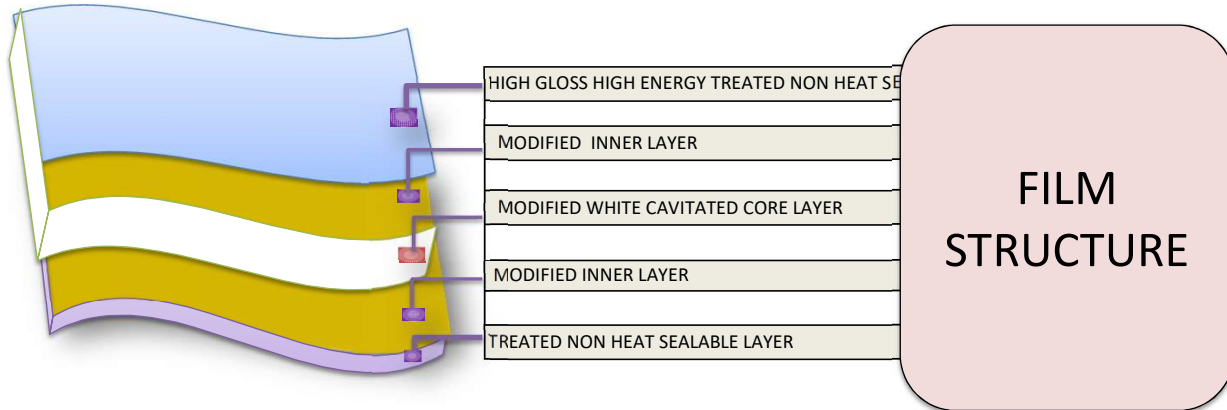 HIGH GLOSS HIGH ENERGY TREATED NON HEAT SE
MODIFIED INNER LAYER
MODIFIED WHITE CAVITATED CORE LAYER
MODIFIED INNER LAYER
TREATED NON HEAT SEALABLE LAYER
FILM
STRUCTURE